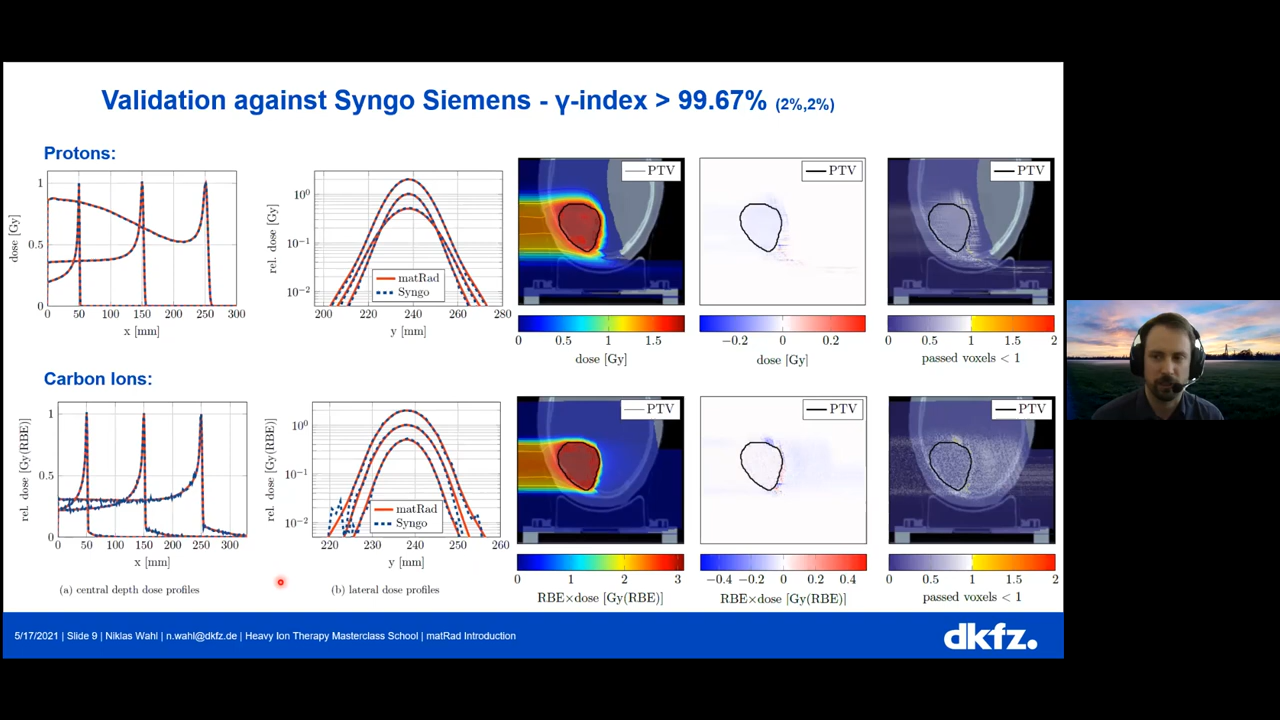 Validation against Syngo Siemens - γ-index > 99.67% (2%,2%)
Protons:
dose [Gy]
1
0.5
0
0 50 100 150 200 250 300
x [mm]
rel. dose [Gy]
10⁰
10⁻¹
10⁻²
matRad
Syngo
200 220 240 260 280
y [mm]
PTV
0 0.5 1 1.5
dose [Gy]
PTV
−0.2 0 0.2
dose [Gy]
PTV
0 0.5 1 1.5 2
passed voxels < 1
Carbon Ions:
rel. dose [Gy(RBE)]
1
0.5
0
0 50 100 150 200 250 300
x [mm]
(a) central depth dose profiles
rel. dose [Gy(RBE)]
10⁰
10⁻¹
10⁻²
matRad
Syngo
220 230 240 250 260
y [mm]
(b) lateral dose profiles
PTV
0 1 2 3
RBE×dose [Gy(RBE)]
PTV
−0.4 −0.2 0 0.2 0.4
RBE×dose [Gy(RBE)]
PTV
0 0.5 1 1.5 2
passed voxels < 1
5/17/2021 | Slide 9 | Niklas Wahl | n.wahl@dkfz.de | Heavy Ion Therapy Masterclass School | matRad Introduction
dkfz.